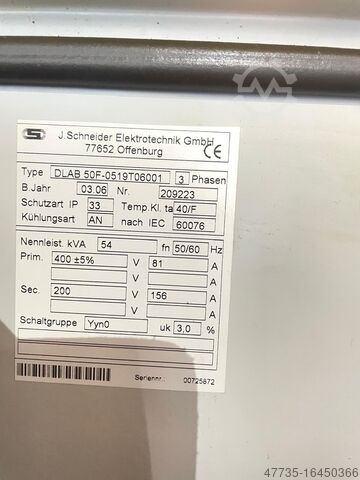 J.Schneider Elektrotechnik GmbH
77652 Offenburg
CE
Type DLAB 50F-0519T06001 3 Phasen
B.Jahr 03.06 Nr. 209223
Schutzart IP 33 Temp.Kl. ta 40/F
Kühlungsart AN nach IEC 60076
Nennleist. kVA 54 fn 50/60 Hz
Prim. 400 ±5% V 81 A
V A
Sec. 200 V 156 A
V A
Schaltgruppe Yyn0 uk 3,0 %
Seriennr.: 00725872
47735-16450366